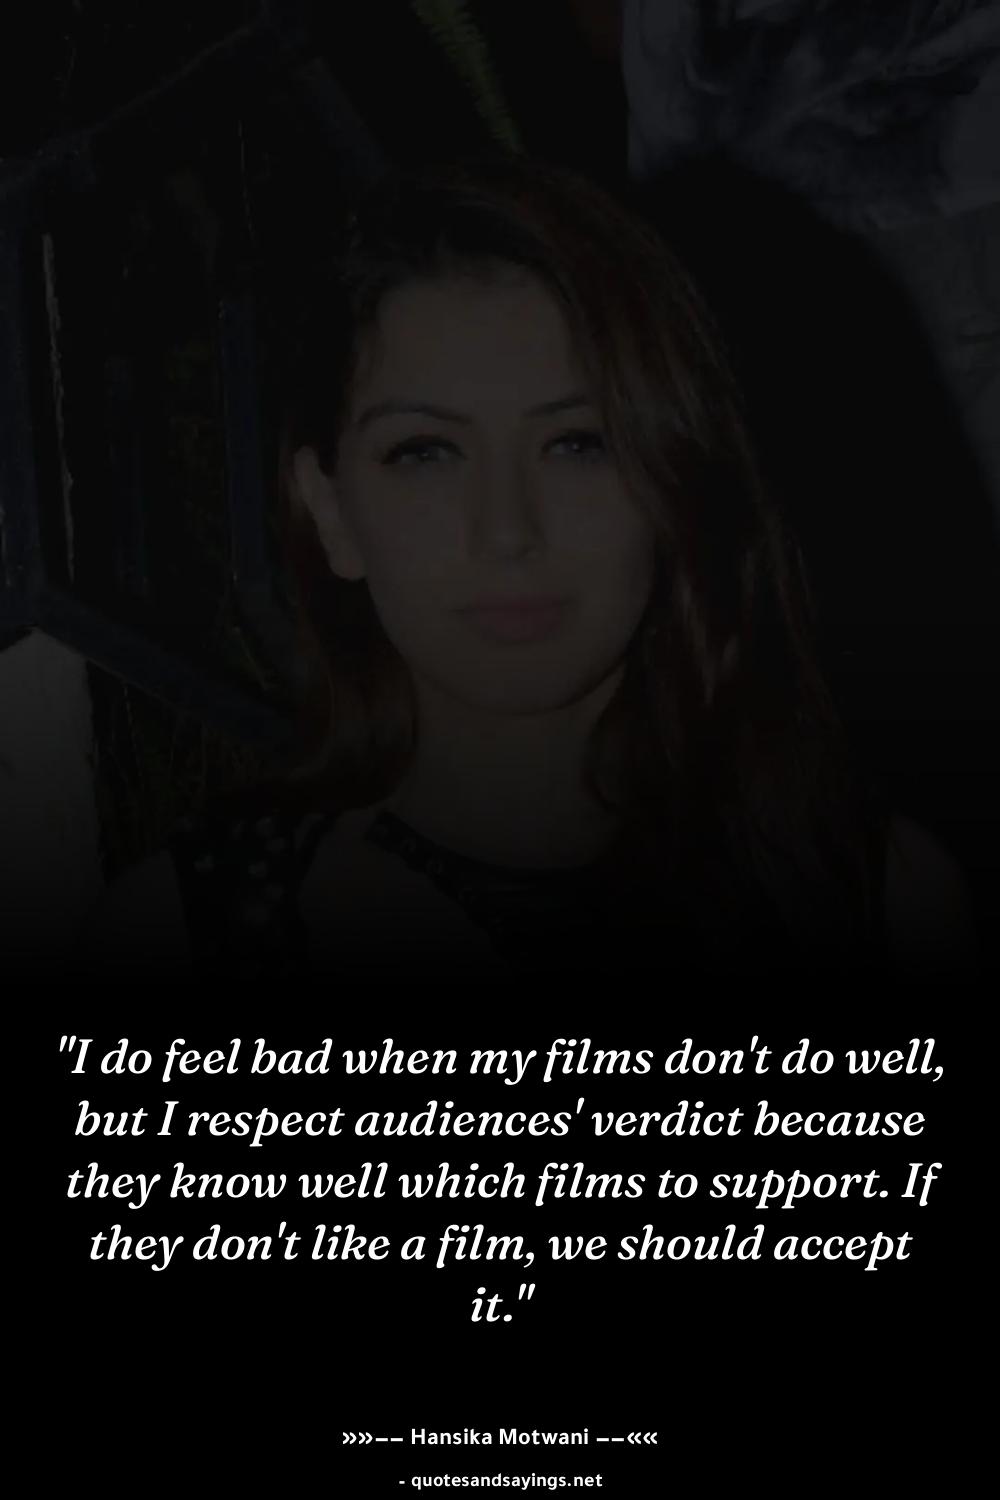 "I do feel bad when my films don't do well,
but I respect audiences' verdict because
they know well which films to support. If
they don't like a film, we should accept
it."
»»−− Hansika Motwani −−««
- quotesandsayings.net